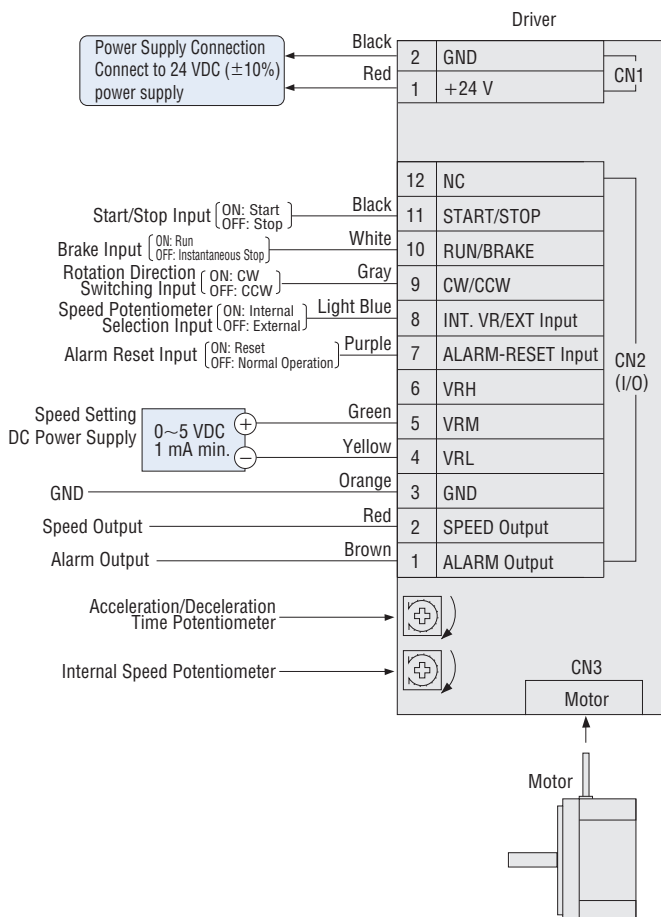 Driver
Power Supply Connection
Connect to 24 VDC (±10%)
power supply
Black
2 GND
Red
1 +24 V
CN1
12 NC
Start/Stop Input [ON: Start
OFF: Stop]
Black
11 START/STOP
Brake Input [ON: Run
OFF: Instantaneous Stop]
White
10 RUN/BRAKE
Rotation Direction
Switching Input [ON: CW
OFF: CCW]
Gray
9 CW/CCW
Speed Potentiometer
Selection Input [ON: Internal
OFF: External]
Light Blue
8 INT. VR/EXT Input
Alarm Reset Input [ON: Reset
OFF: Normal Operation]
Purple
7 ALARM-RESET Input
CN2
(I/O)
6 VRH
Speed Setting
DC Power Supply
0~5 VDC
1 mA min.
+
−
Green
5 VRM
Yellow
4 VRL
GND
Orange
3 GND
Speed Output
Red
2 SPEED Output
Alarm Output
Brown
1 ALARM Output
Acceleration/Deceleration
Time Potentiometer
Internal Speed Potentiometer
CN3
Motor
Motor